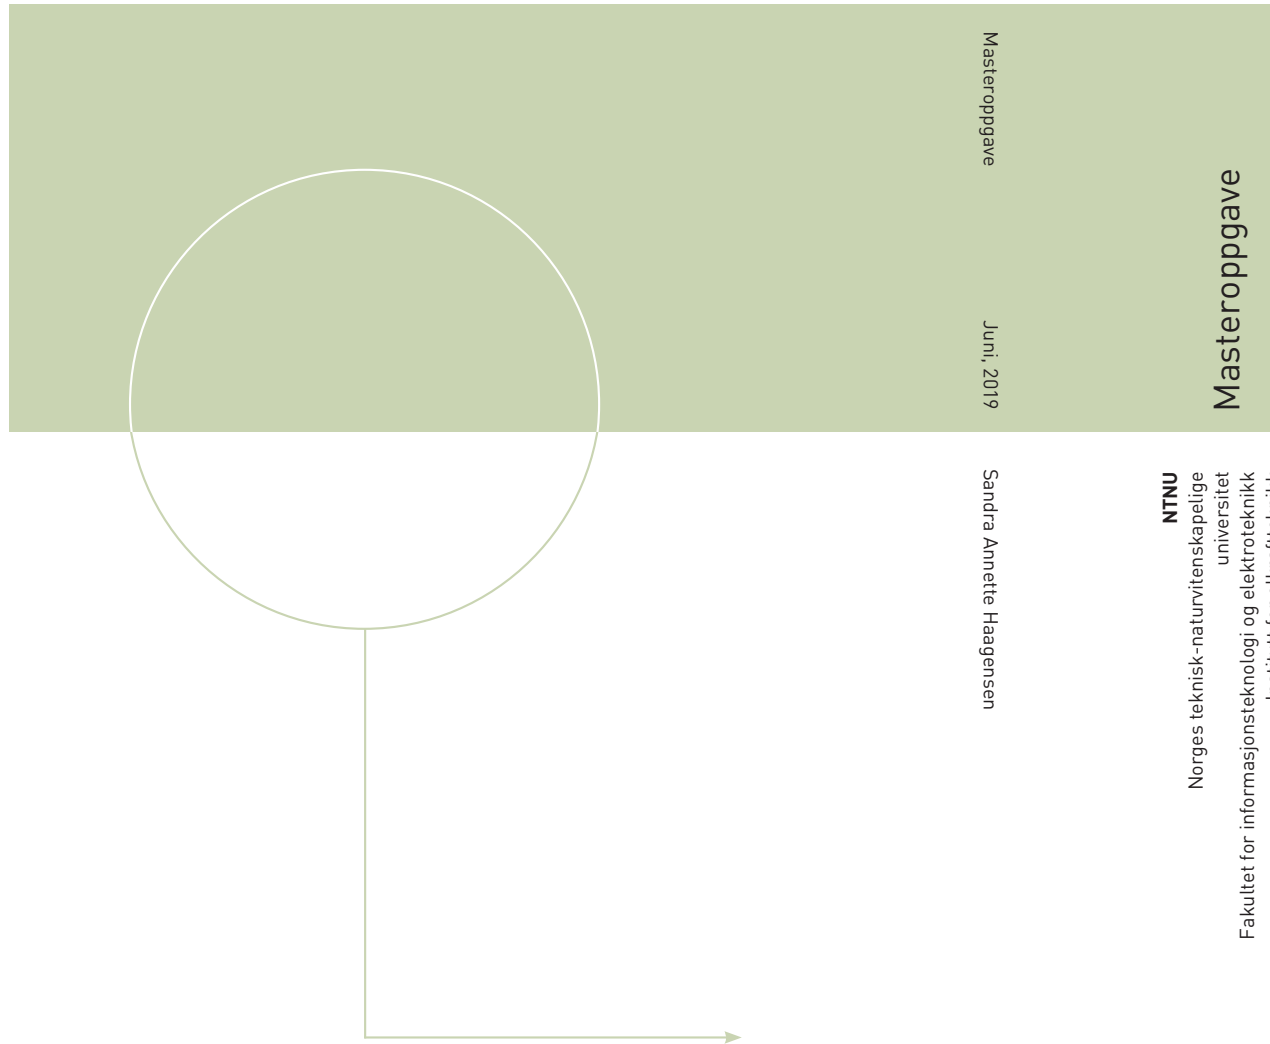 Masteroppgave
Juni, 2019
Sandra Annette Haagensen
Masteroppgave
NTNU
Norges teknisk-naturvitenskapelige
universitet
Fakultet for informasjonsteknologi og elektroteknikk